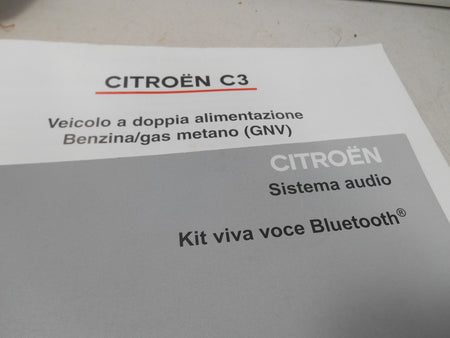 CITROËN C3
Veicolo a doppia alimentazione
Benzina/gas metano (GNV)
CITROËN
Sistema audio
Kit viva voce Bluetooth®